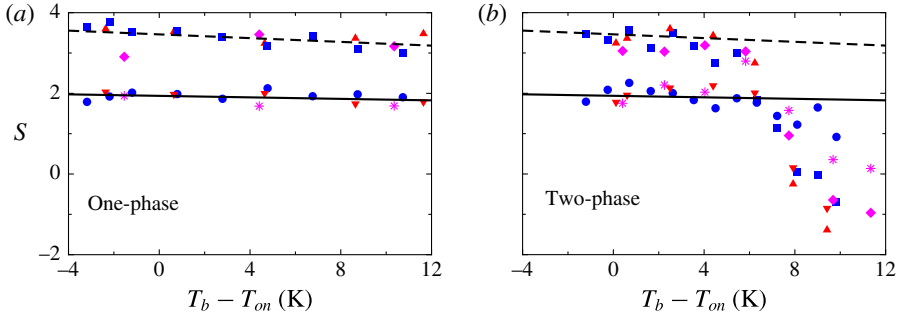 (a)
4
2
0
−2
S
One-phase
−4
0
4
8
12
T_b − T_on (K)
(b)
Two-phase
−4
0
4
8
12
T_b − T_on (K)